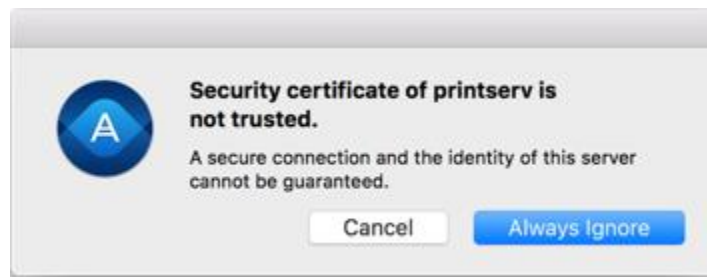 Security certificate of printserv is
not trusted.
A secure connection and the identity of this server
cannot be guaranteed.
Cancel
Always Ignore